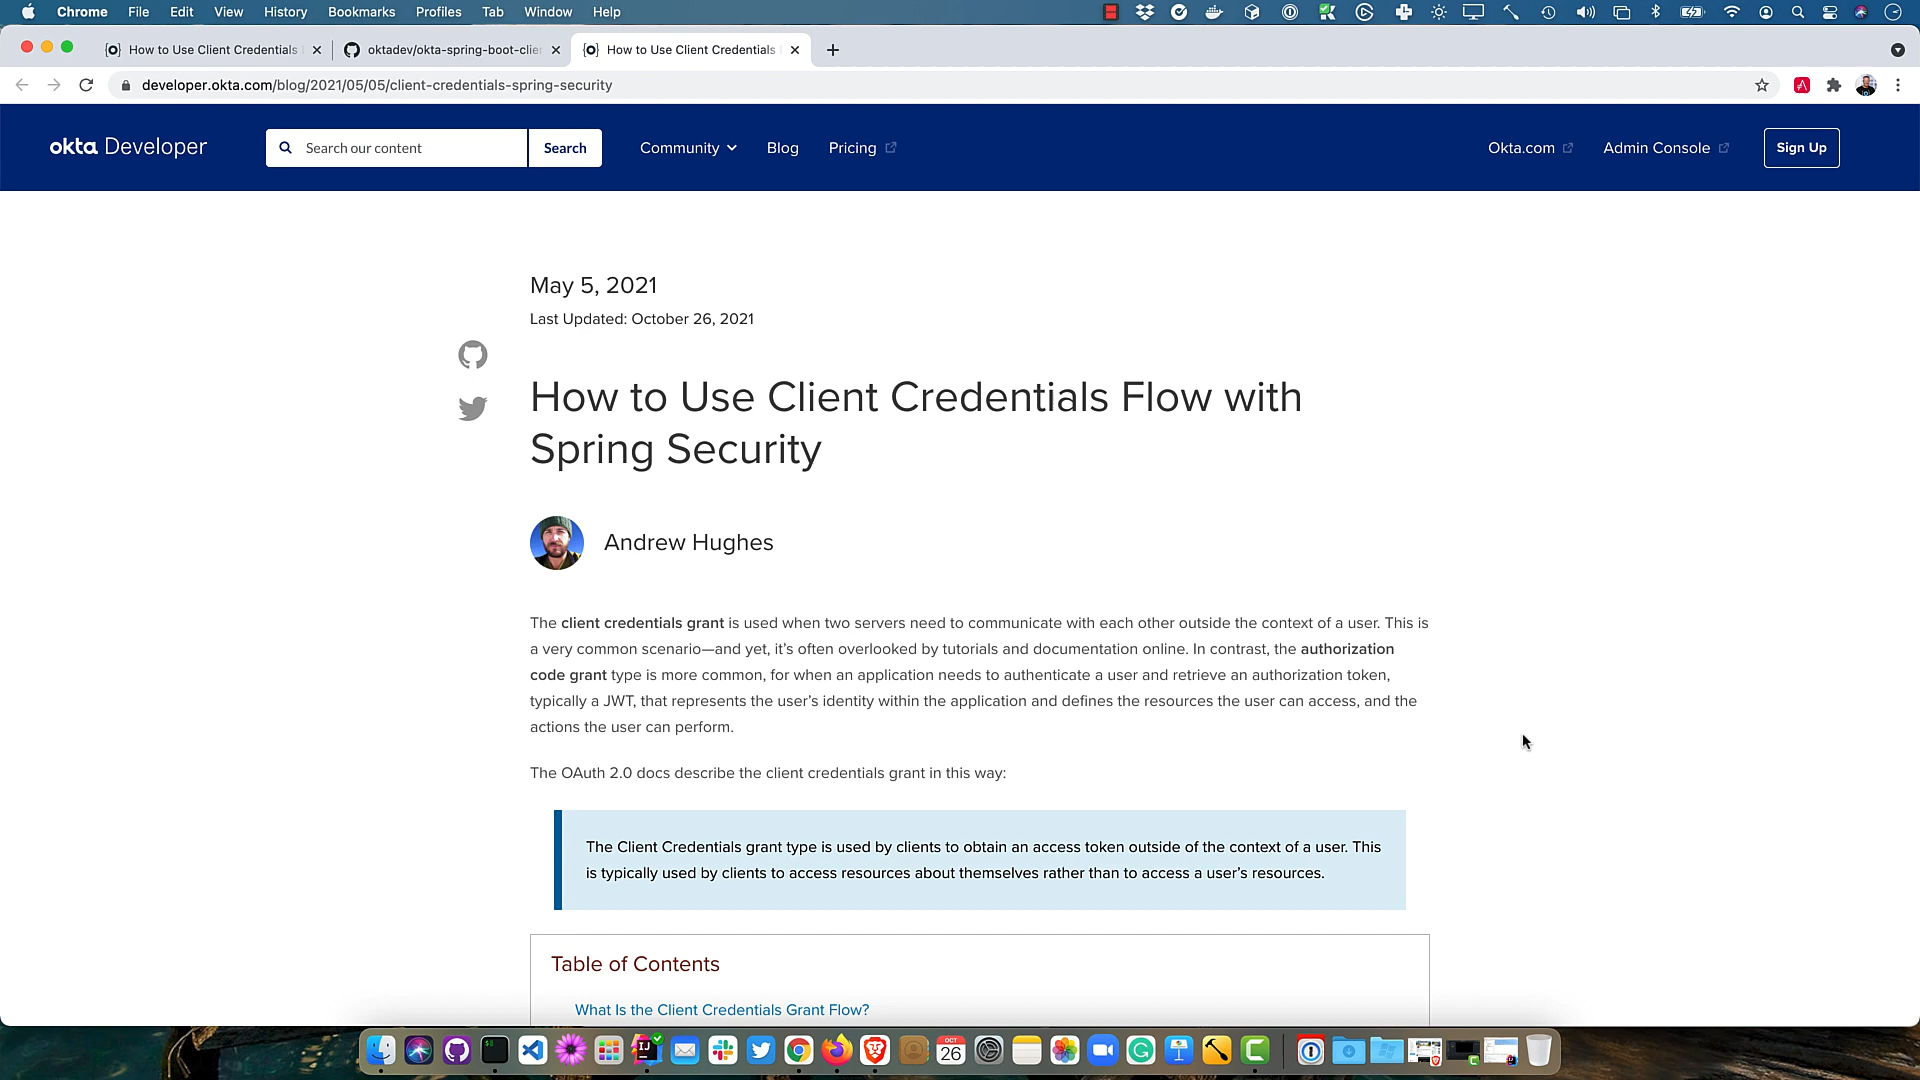 Chrome File Edit View History Bookmarks Profiles Tab Window Help
How to Use Client Credentials
oktadev/okta-spring-boot-clie
How to Use Client Credentials
developer.okta.com/blog/2021/05/05/client-credentials-spring-security
okta Developer
Search our content
Search
Community
Blog
Pricing
Okta.com
Admin Console
Sign Up
May 5, 2021
Last Updated: October 26, 2021
How to Use Client Credentials Flow with
Spring Security
Andrew Hughes
The client credentials grant is used when two servers need to communicate with each other outside the context of a user. This is
a very common scenario—and yet, it’s often overlooked by tutorials and documentation online. In contrast, the authorization
code grant type is more common, for when an application needs to authenticate a user and retrieve an authorization token,
typically a JWT, that represents the user’s identity within the application and defines the resources the user can access, and the
actions the user can perform.
The OAuth 2.0 docs describe the client credentials grant in this way:
The Client Credentials grant type is used by clients to obtain an access token outside of the context of a user. This
is typically used by clients to access resources about themselves rather than to access a user’s resources.
Table of Contents
What Is the Client Credentials Grant Flow?
IJ
OCT
26